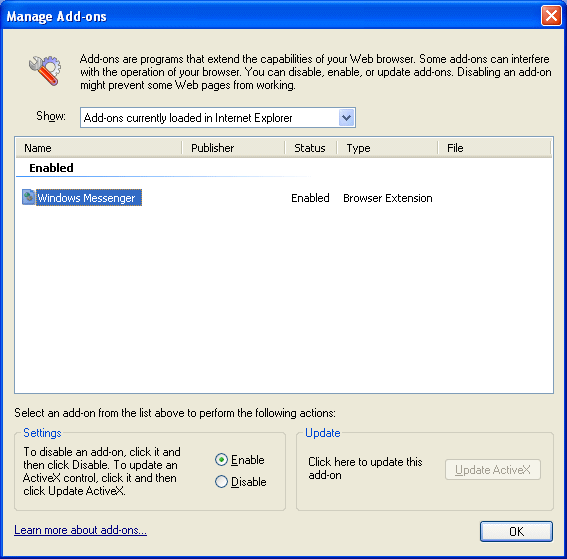 Manage Add-ons
Add-ons are programs that extend the capabilities of your Web browser. Some add-ons can interfere
with the operation of your browser. You can disable, enable, or update add-ons. Disabling an add-on
might prevent some Web pages from working.
Show: Add-ons currently loaded in Internet Explorer
Name Publisher Status Type File
Enabled
Windows Messenger Enabled Browser Extension
Select an add-on from the list above to perform the following actions:
Settings
To disable an add-on, click it and
then click Disable. To update an
ActiveX control, click it and then
click Update ActiveX.
Enable
Disable
Update
Click here to update this
add-on
Update ActiveX
Learn more about add-ons...
OK